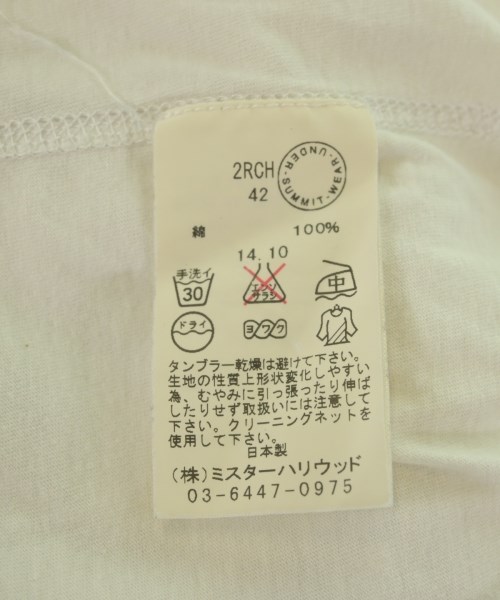 2RCH
42
UNDER-SUMMIT-WEAR-
綿 100%
14.10
手洗イ
30
エンソ
サラシ
中
ドライ
ヨワク
タンブラー乾燥は避けて下さい。
生地の性質上形状変化しやすい
為、むやみに引っ張ったり伸ば
したりせず取扱いには注意して
下さい。クリーニングネットを
使用して下さい。
日本製
(株)ミスターハリウッド
03-6447-0975